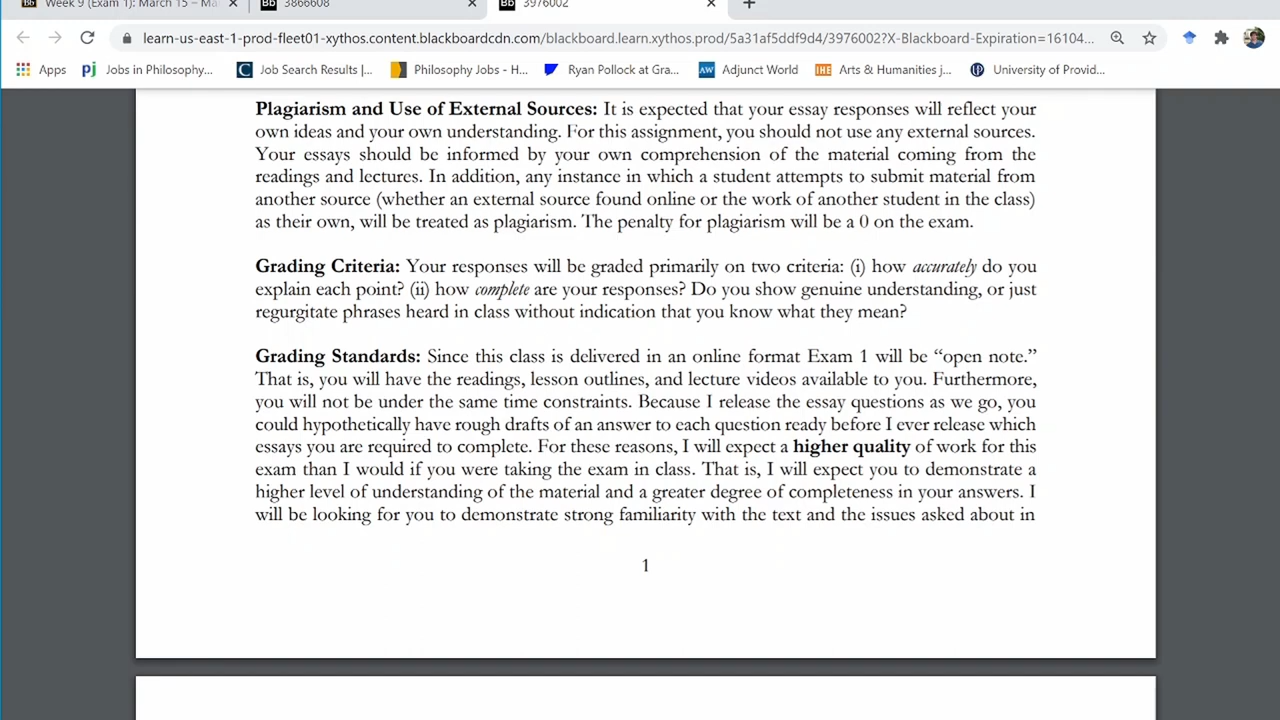 Week 9 (Exam 1): March 15 – Ma
3866608
3976002
learn-us-east-1-prod-fleet01-xythos.content.blackboardcdn.com/blackboard.learn.xythos.prod/5a31af5ddf9d4/3976002?X-Blackboard-Expiration=16104...
Apps
pj Jobs in Philosophy...
C Job Search Results |...
Philosophy Jobs - H...
Ryan Pollock at Gra...
AW Adjunct World
IHE Arts & Humanities j...
University of Provid...
Plagiarism and Use of External Sources: It is expected that your essay responses will reflect your
own ideas and your own understanding. For this assignment, you should not use any external sources.
Your essays should be informed by your own comprehension of the material coming from the
readings and lectures. In addition, any instance in which a student attempts to submit material from
another source (whether an external source found online or the work of another student in the class)
as their own, will be treated as plagiarism. The penalty for plagiarism will be a 0 on the exam.
Grading Criteria: Your responses will be graded primarily on two criteria: (i) how accurately do you
explain each point? (ii) how complete are your responses? Do you show genuine understanding, or just
regurgitate phrases heard in class without indication that you know what they mean?
Grading Standards: Since this class is delivered in an online format Exam 1 will be “open note.”
That is, you will have the readings, lesson outlines, and lecture videos available to you. Furthermore,
you will not be under the same time constraints. Because I release the essay questions as we go, you
could hypothetically have rough drafts of an answer to each question ready before I ever release which
essays you are required to complete. For these reasons, I will expect a higher quality of work for this
exam than I would if you were taking the exam in class. That is, I will expect you to demonstrate a
higher level of understanding of the material and a greater degree of completeness in your answers. I
will be looking for you to demonstrate strong familiarity with the text and the issues asked about in
1